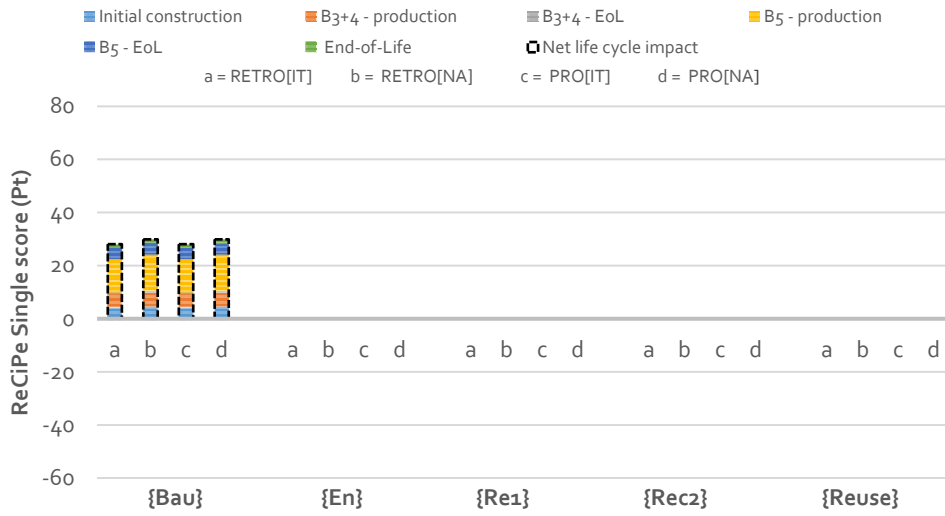 Initial construction B3+4 - production B3+4 - EoL B5 - production
B5 - EoL End-of-Life Net life cycle impact
a = RETRO[IT] b = RETRO[NA] c = PRO[IT] d = PRO[NA]
ReCiPe Single score (Pt)
80
60
40
20
0
a b c d a b c d a b c d a b c d a b c d
-20
-40
-60
{Bau} {En} {Re1} {Rec2} {Reuse}